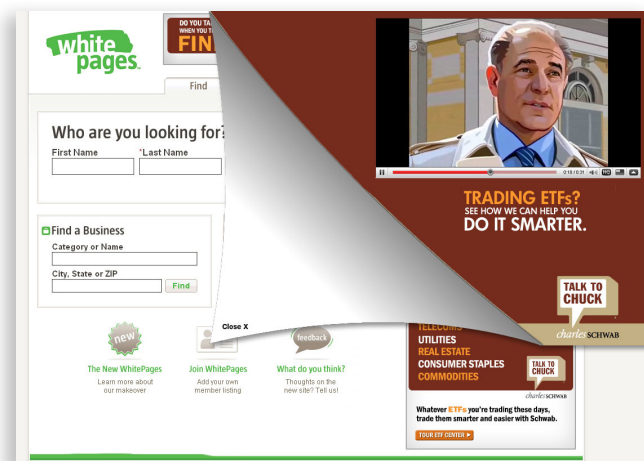 white
pages
DO YOU TA
WHEN YOU T
FIN
Find
Who are you looking for?
First Name
*Last Name
Find a Business
Category or Name
City, State or ZIP
Find
new
The New WhitePages
Learn more about
our makeover
Join WhitePages
Add your own
member listing
feedback
What do you think?
Thoughts on the
new site? Tell us!
Close X
0:19 / 0:31
HQ
TRADING ETFs?
SEE HOW WE CAN HELP YOU
DO IT SMARTER.
TALK TO
CHUCK
charles SCHWAB
TELECOMS
UTILITIES
REAL ESTATE
CONSUMER STAPLES
COMMODITIES
TALK TO
CHUCK
charles SCHWAB
Whatever ETFs you're trading these days,
trade them smarter and easier with Schwab.
TOUR ETF CENTER